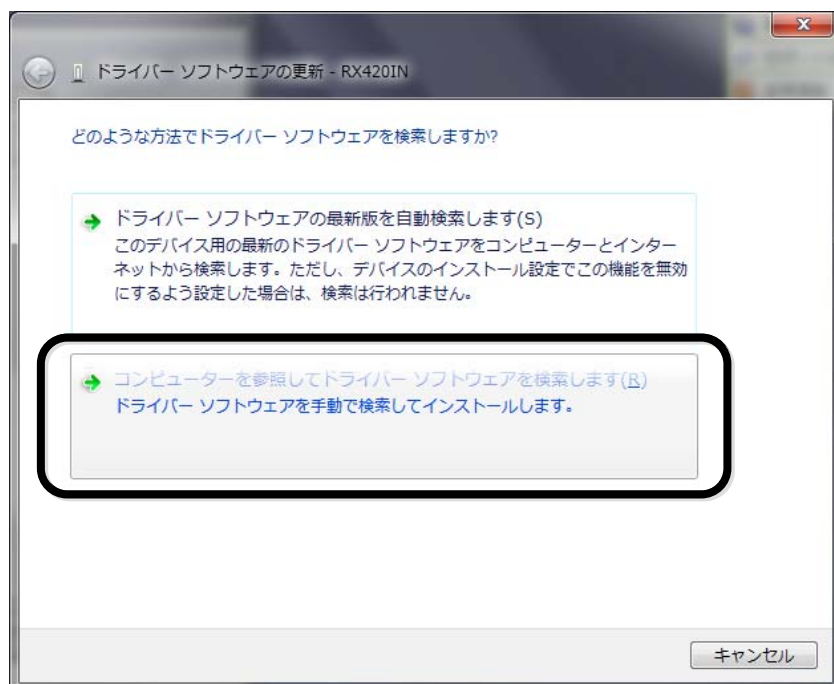 ドライバー ソフトウェアの更新 - RX420IN
どのような方法でドライバー ソフトウェアを検索しますか?
ドライバー ソフトウェアの最新版を自動検索します(S)
このデバイス用の最新のドライバー ソフトウェアをコンピューターとインター
ネットから検索します。ただし、デバイスのインストール設定でこの機能を無効
にするよう設定した場合は、検索は行われません。
コンピューターを参照してドライバー ソフトウェアを検索します(R)
ドライバー ソフトウェアを手動で検索してインストールします。
キャンセル